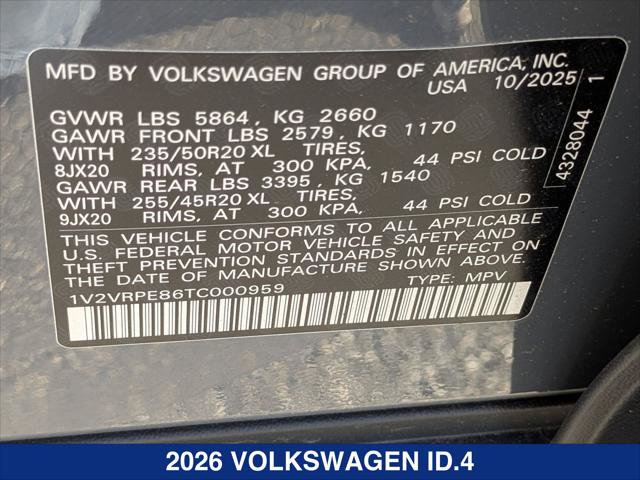 MFD BY VOLKSWAGEN GROUP OF AMERICA, INC.
USA 10/2025
GVWR LBS 5864, KG 2660
GAWR FRONT LBS 2579, KG 1170
WITH 235/50R20 XL TIRES,
8JX20 RIMS, AT 300 KPA, 44 PSI COLD
GAWR REAR LBS 3395, KG 1540
WITH 255/45R20 XL TIRES,
9JX20 RIMS, AT 300 KPA, 44 PSI COLD
THIS VEHICLE CONFORMS TO ALL APPLICABLE
U.S. FEDERAL MOTOR VEHICLE SAFETY AND
THEFT PREVENTION STANDARDS IN EFFECT ON
THE DATE OF MANUFACTURE SHOWN ABOVE.
1V2VRPE86TC000959 TYPE: MPV
4328044 1
2026 VOLKSWAGEN ID.4